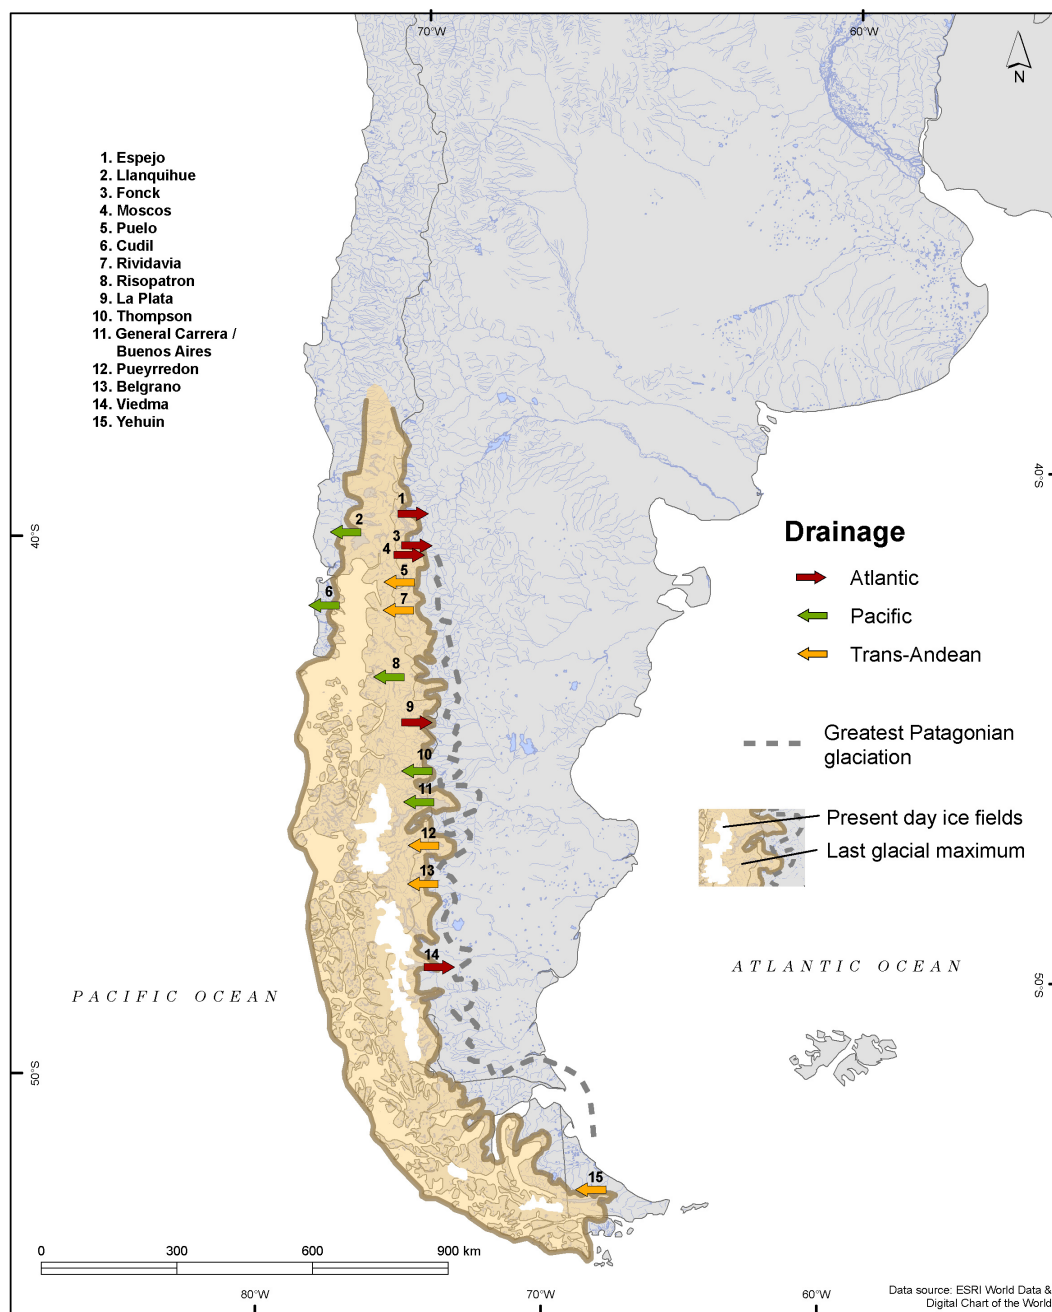 70°W
60°W
N
1. Espejo
2. Llanquihue
3. Fonck
4. Moscos
5. Puelo
6. Cudil
7. Rividavia
8. Risopatron
9. La Plata
10. Thompson
11. General Carrera /
Buenos Aires
12. Pueyrredon
13. Belgrano
14. Viedma
15. Yehuin
40°S
1
2
3
4
5
6
7
8
9
10
11
12
13
14
15
40°S
Drainage
Atlantic
Pacific
Trans-Andean
Greatest Patagonian
glaciation
Present day ice fields
Last glacial maximum
ATLANTIC OCEAN
PACIFIC OCEAN
50°S
50°S
0 300 600 900 km
80°W
70°W
60°W
Data source: ESRI World Data &
Digital Chart of the World